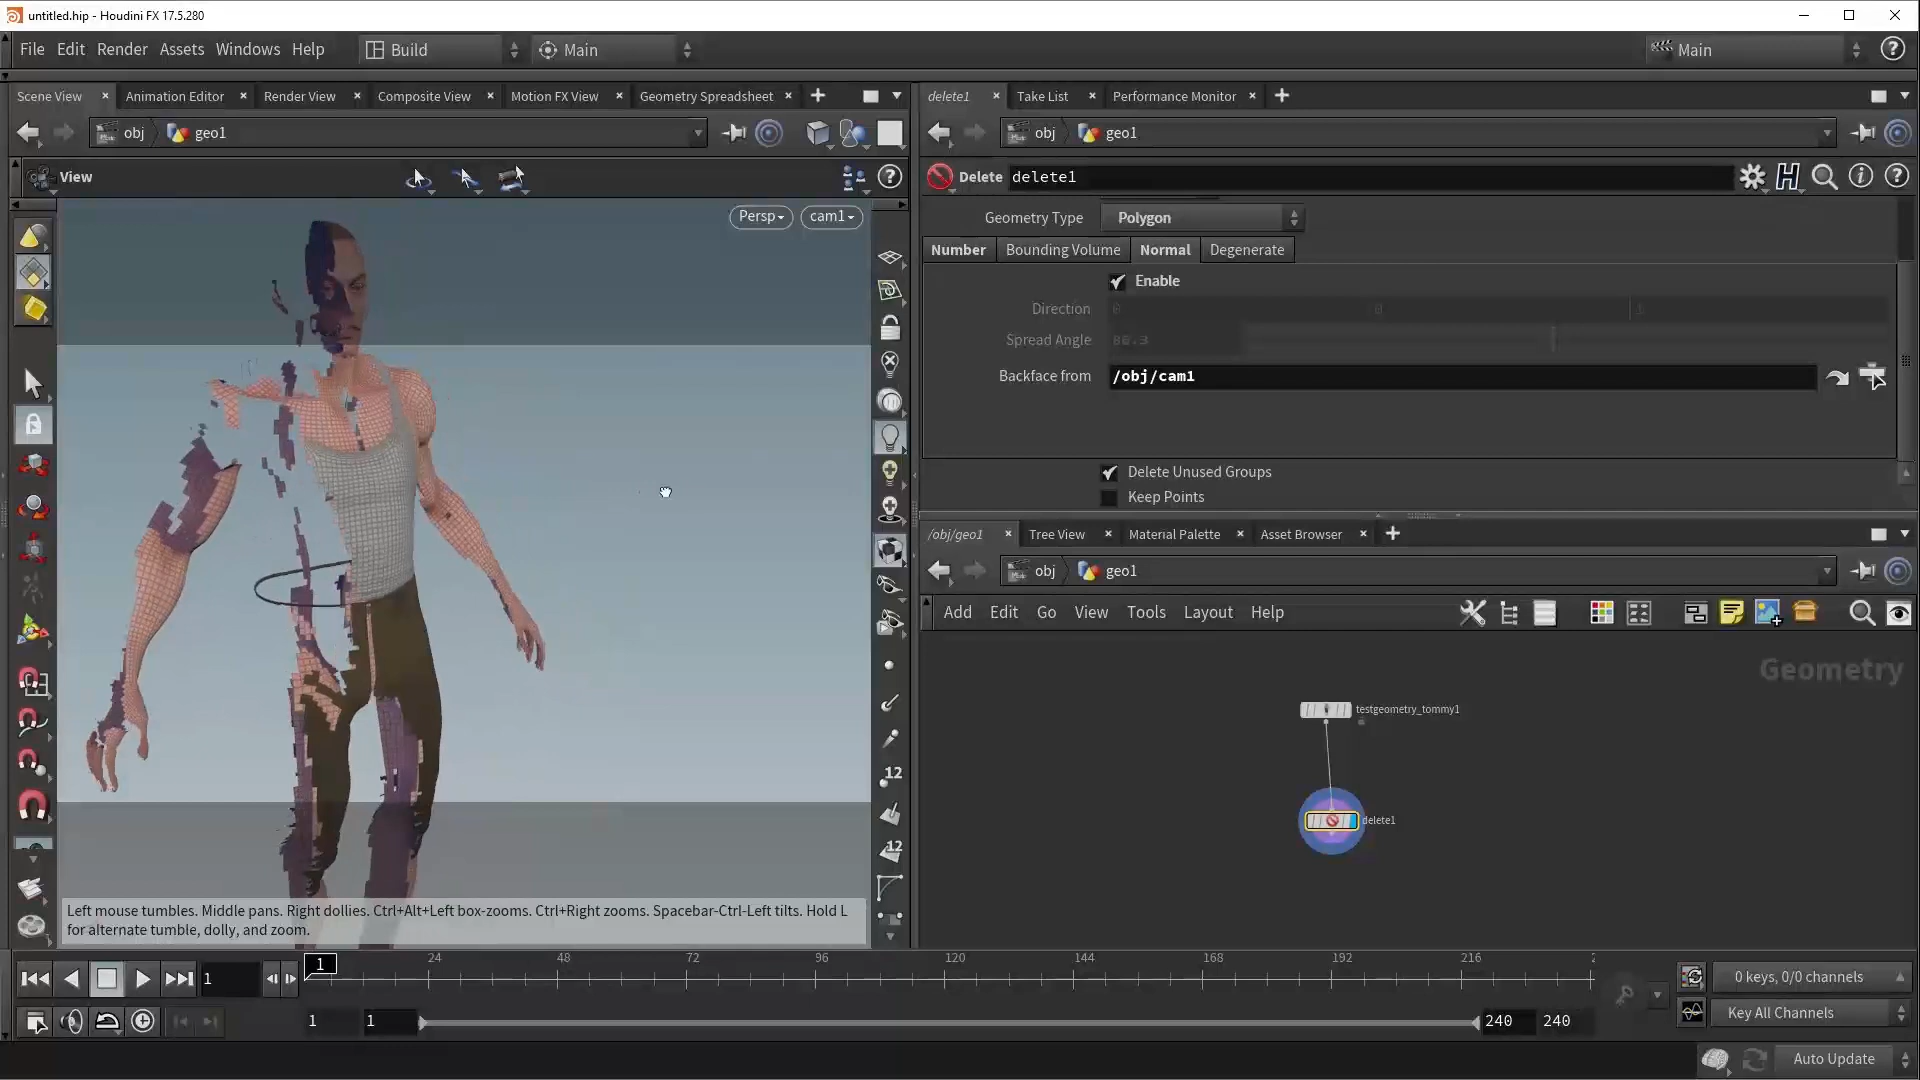 untitled.hip - Houdini FX 17.5.280
File Edit Render Assets Windows Help
Build
Main
Main
Scene View
Animation Editor
Render View
Composite View
Motion FX View
Geometry Spreadsheet
obj
geo1
View
Persp
cam1
Left mouse tumbles. Middle pans. Right dollies. Ctrl+Alt+Left box-zooms. Ctrl+Right zooms. Spacebar-Ctrl-Left tilts. Hold L
for alternate tumble, dolly, and zoom.
12
12
delete1
Take List
Performance Monitor
obj
geo1
Delete delete1
Geometry Type Polygon
Number Bounding Volume Normal Degenerate
Enable
Direction 0 0 1
Spread Angle 86.3
Backface from /obj/cam1
Delete Unused Groups
Keep Points
/obj/geo1
Tree View
Material Palette
Asset Browser
obj
geo1
Add Edit Go View Tools Layout Help
Geometry
testgeometry_tommy1
delete1
1
1
24 48 72 96 120 144 168 192 216
1 1
240 240
0 keys, 0/0 channels
Key All Channels
Auto Update